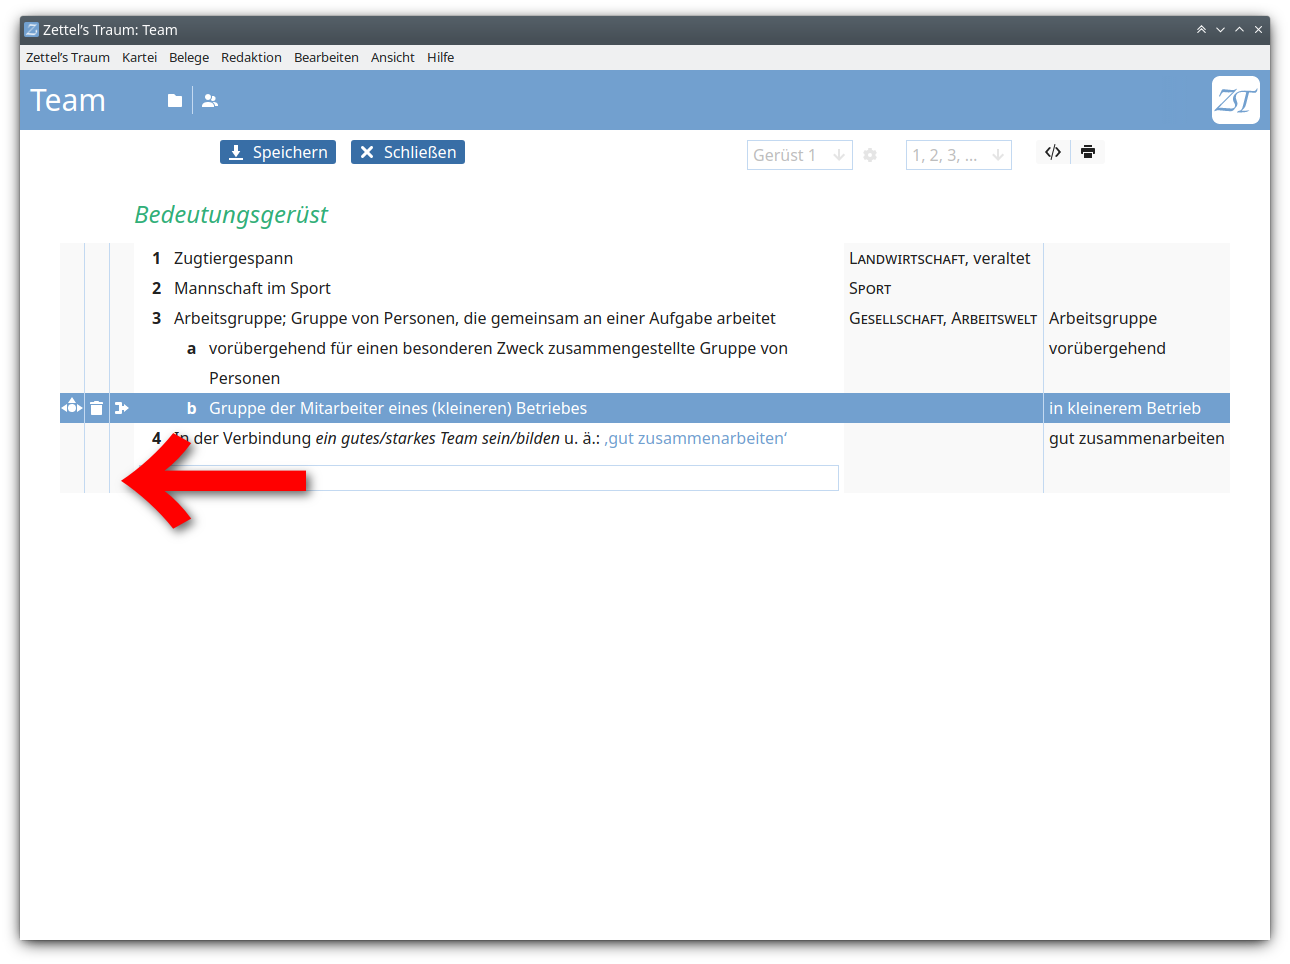 Zettel’s Traum: Team
Zettel’s Traum Kartei Belege Redaktion Bearbeiten Ansicht Hilfe
Team
ZT
Speichern Schließen Gerüst 1 1, 2, 3, …
Bedeutungsgerüst
1 Zugtiergespann Landwirtschaft, veraltet
2 Mannschaft im Sport Sport
3 Arbeitsgruppe; Gruppe von Personen, die gemeinsam an einer Aufgabe arbeitet Gesellschaft, Arbeitswelt Arbeitsgruppe
a vorübergehend für einen besonderen Zweck zusammengestellte Gruppe von vorübergehend
Personen
b Gruppe der Mitarbeiter eines (kleineren) Betriebes in kleinerem Betrieb
4 In der Verbindung ein gutes/starkes Team sein/bilden u. ä.: ‚gut zusammenarbeiten‘ gut zusammenarbeiten